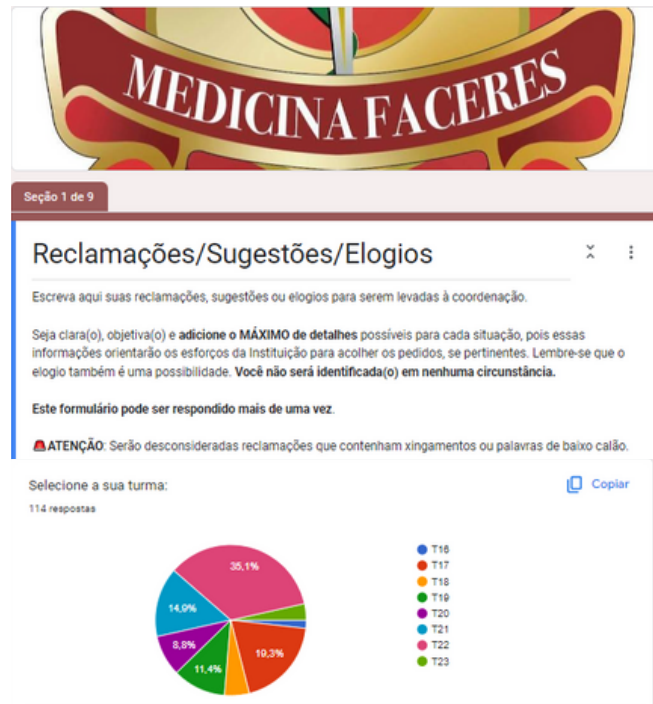 MEDICINA FACERES
Seção 1 de 9
Reclamações/Sugestões/Elogios
Escreva aqui suas reclamações, sugestões ou elogios para serem levadas à coordenação.
Seja clara(o), objetiva(o) e adicione o MÁXIMO de detalhes possíveis para cada situação, pois essas
informações orientarão os esforços da Instituição para acolher os pedidos, se pertinentes. Lembre-se que o
elogio também é uma possibilidade. Você não será identificada(o) em nenhuma circunstância.
Este formulário pode ser respondido mais de uma vez.
🚨ATENÇÃO: Serão desconsideradas reclamações que contenham xingamentos ou palavras de baixo calão.
Selecione a sua turma:
Copiar
114 respostas
35,1%
14,9%
8,8%
11,4%
19,3%
T16
T17
T18
T19
T20
T21
T22
T23